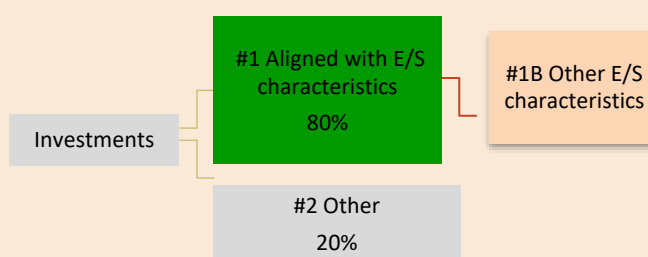 Investments
#1 Aligned with E/S
characteristics
80%
#1B Other E/S
characteristics
#2 Other
20%